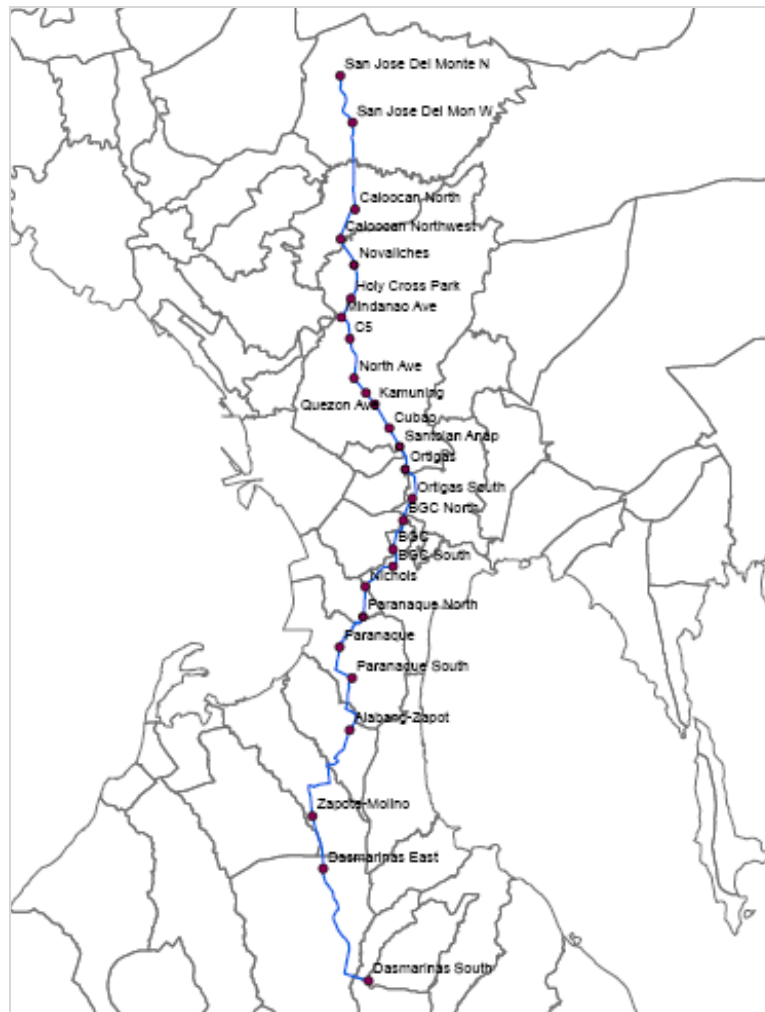 San Jose Del Monte N
San Jose Del Mon W
Caloocan North
Caloocan Northwest
Novaliches
Holy Cross Park
Mindanao Ave
C5
North Ave
Kamuning
Quezon Ave
Cubao
Santolan Anap
Ortigas
Ortigas South
BGC North
BGC
BGC South
Nichols
Paranaque North
Paranaque
Paranaque South
Alabang-Zapot
Zapote-Molino
Dasmarinas East
Dasmarinas South